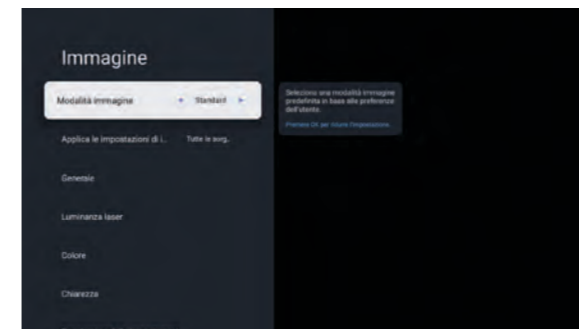 Immagine
Modalità immagine Standard
Seleziona una modalità immagine
predefinita in base alle preferenze
dell'utente.
Premere OK per ridurre l'impostazione.
Applica le impostazioni di i.. Tutte le sorg..
Generale
Luminanza laser
Colore
Chiarezza